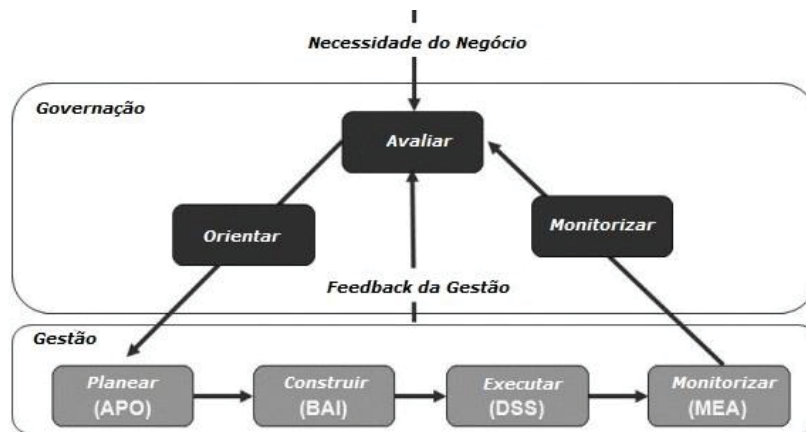 Necessidade do Negócio
Governação
Avaliar
Orientar
Monitorizar
Feedback da Gestão
Gestão
Planear
(APO)
Construir
(BAI)
Executar
(DSS)
Monitorizar
(MEA)